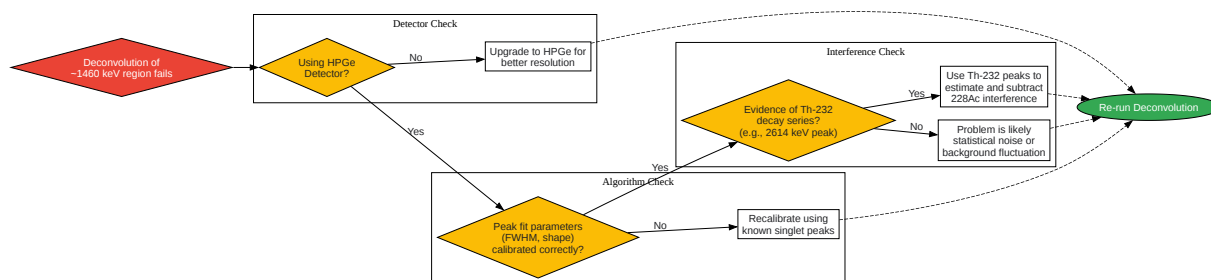 Detector Check
Deconvolution of
~1460 keV region fails
Using HPGe
Detector?
No
Upgrade to HPGe for
better resolution
Yes
Interference Check
Evidence of Th-232
decay series?
(e.g., 2614 keV peak)
Yes
Use Th-232 peaks to
estimate and subtract
228Ac interference
No
Problem is likely
statistical noise or
background fluctuation
Re-run Deconvolution
Yes
Algorithm Check
Peak fit parameters
(FWHM, shape)
calibrated correctly?
No
Recalibrate using
known singlet peaks